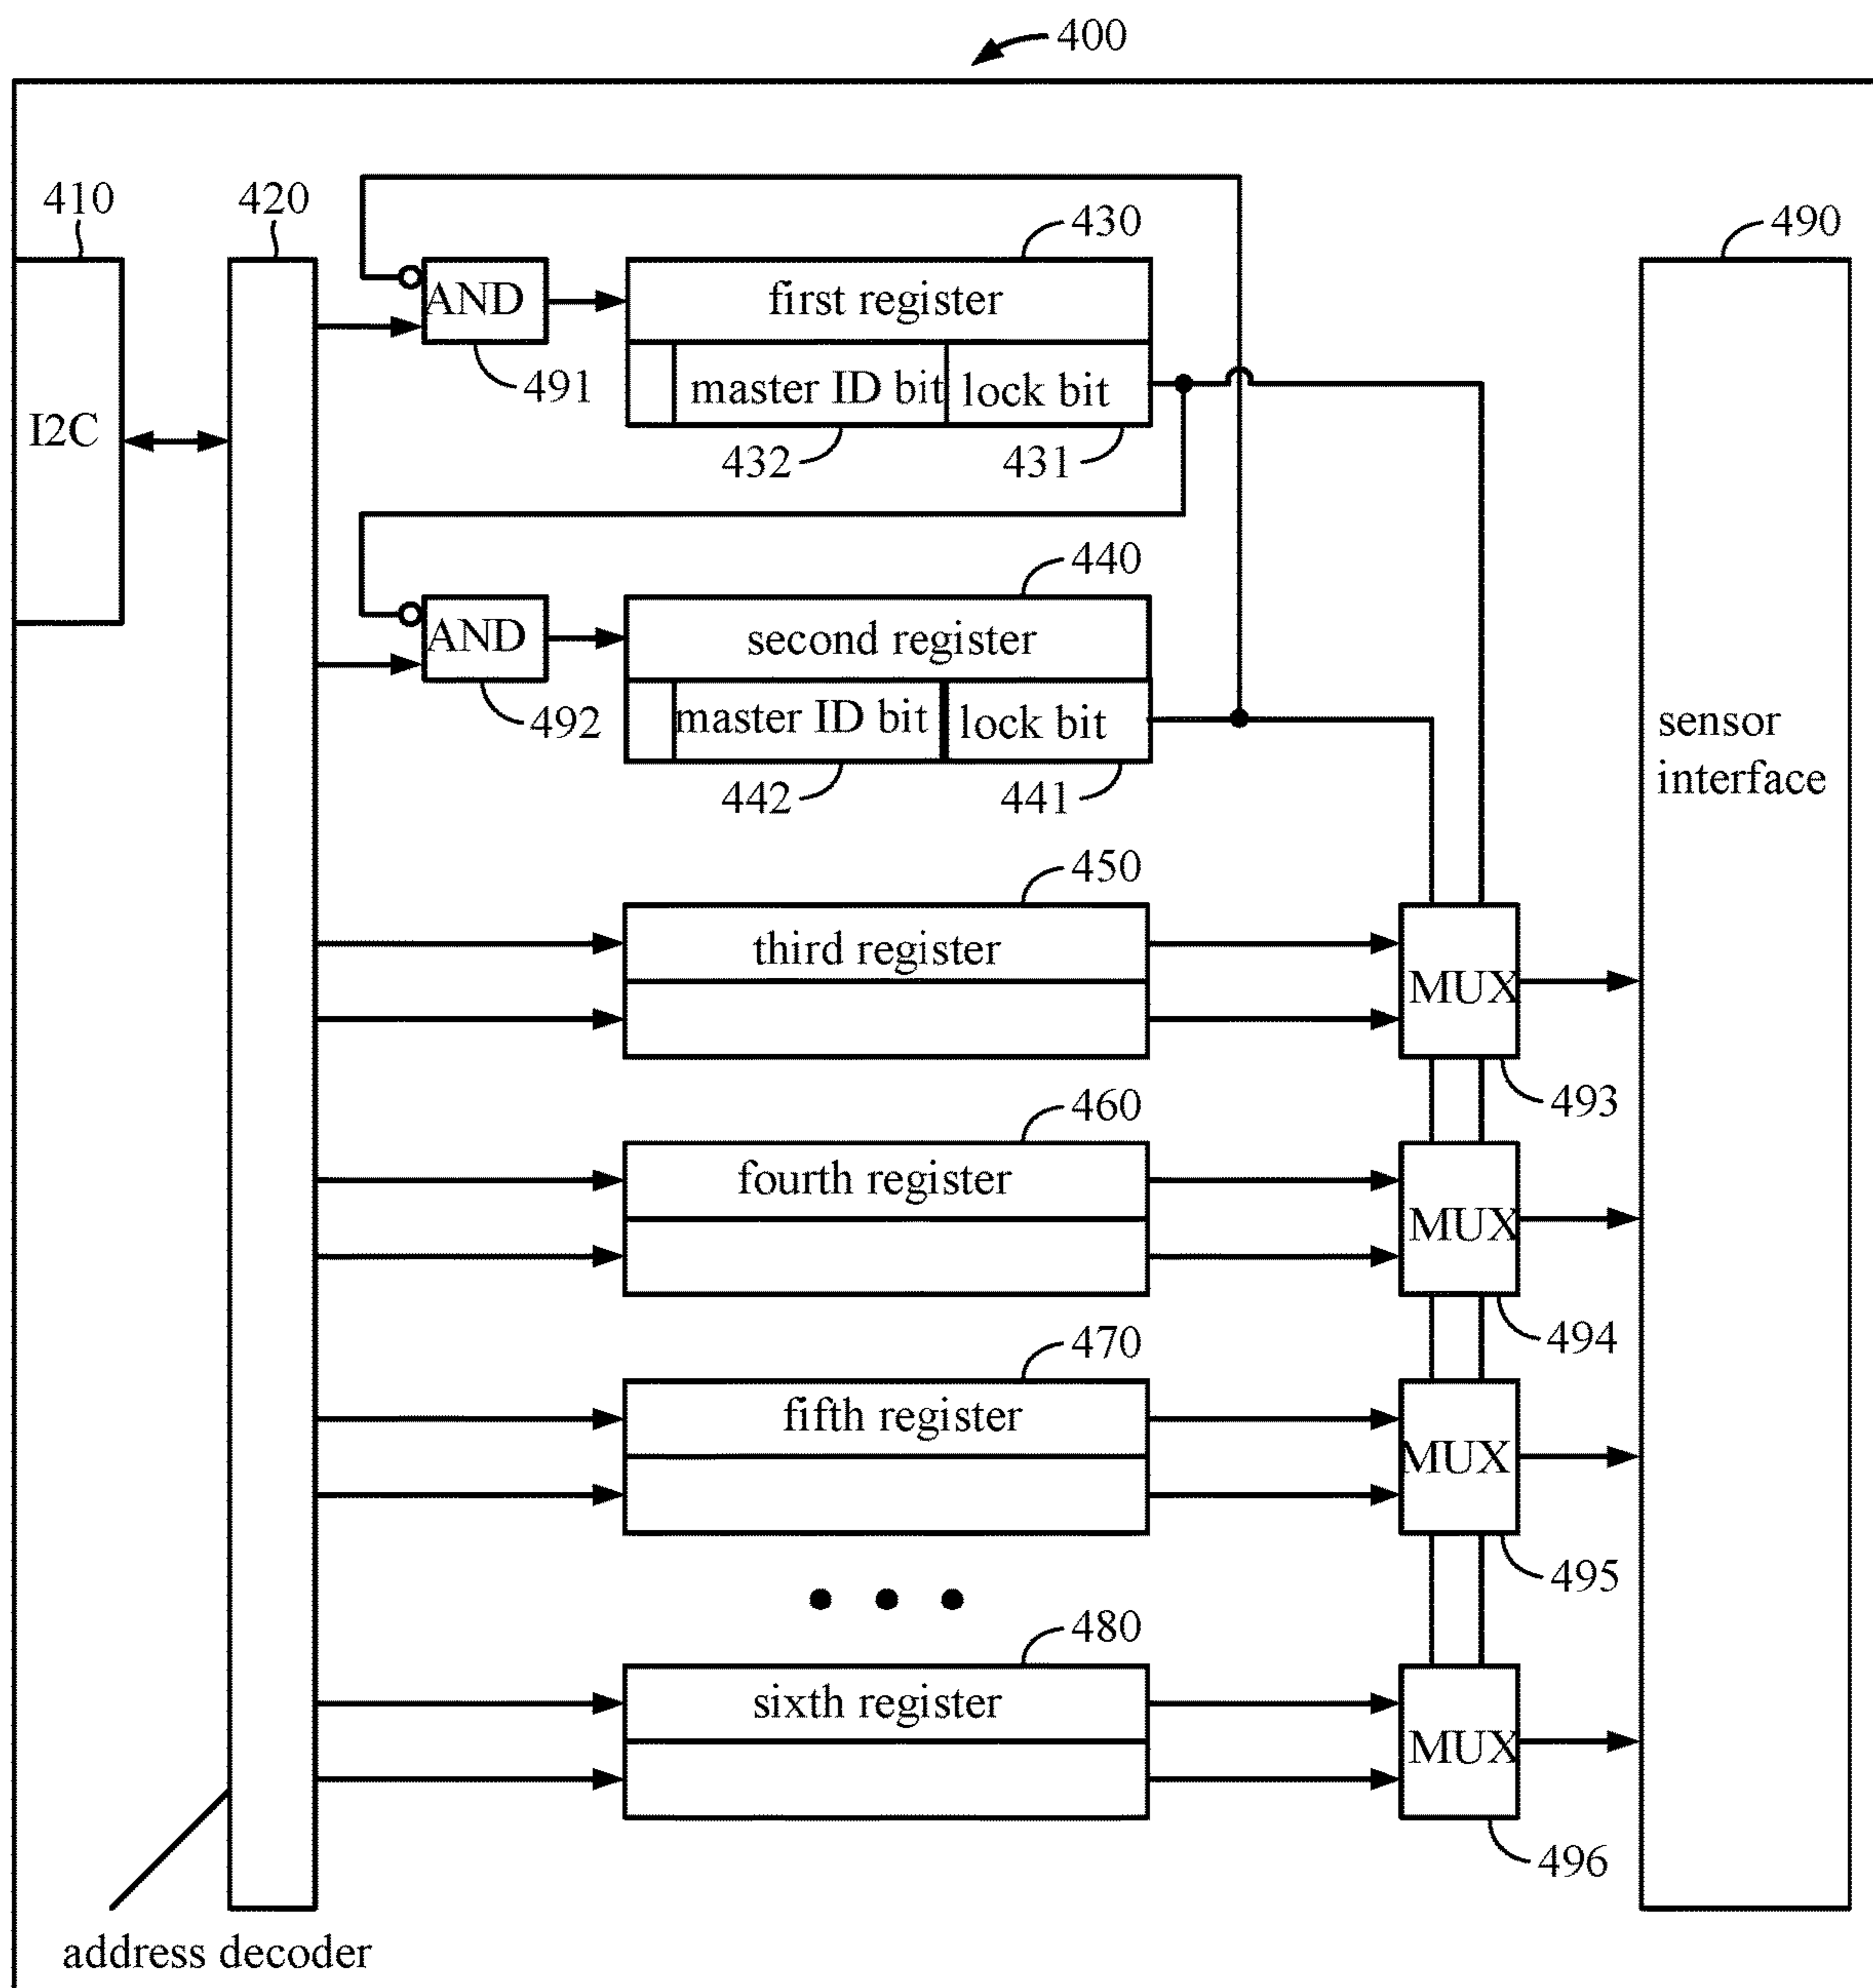 400
410
420
430
490
AND
first register
491
master ID bit
lock bit
I2C
432
431
440
AND
second register
492
master ID bit
lock bit
442
441
sensor
interface
450
third register
MUX
493
460
fourth register
MUX
494
470
fifth register
MUX
495
480
sixth register
MUX
496
address decoder